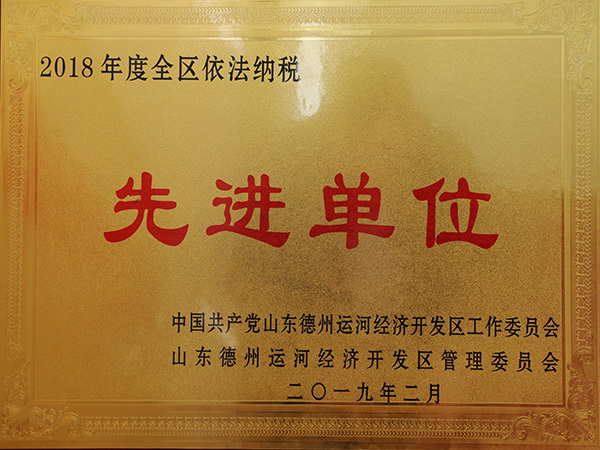 2018年度全区依法纳税
先进单位
中国共产党山东德州运河经济开发区工作委员会
山东德州运河经济开发区管理委员会
二〇一九年二月